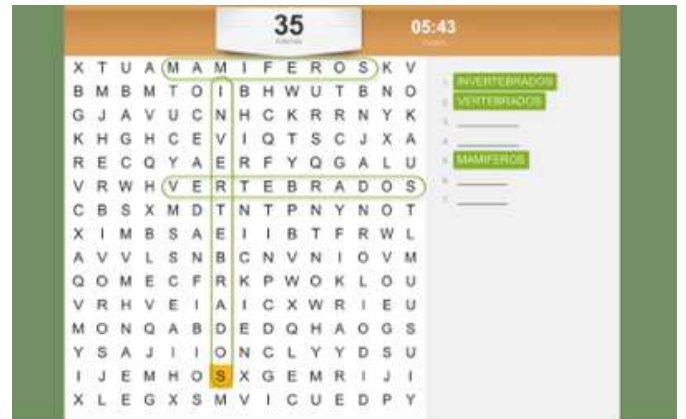 35
05:43
X T U A M A M I F E R O S K V
B M B M T O I B H W U T B N O
G J A V U C N H C K R R N Y K
K H G H C E V I Q T S C J X A
R E C Q Y A E R F Y Q G A L U
V R W H V E R T E B R A D O S
C B S X M D T N T P N Y N O T
X I M B S A E I I B T F R W L
A V V L S N B C N V N I O V M
Q O M E C F R K P W O K L O U
V R H V E I A I C X W R I E U
M O N Q A B D E D Q H A O G S
Y S A J I I O N C L Y Y D S U
I J E M H O S X G E M R I J I
X L E G X S M V I C U E D P Y
INVERTEBRADOS
VERTEBRADOS
MAMIFEROS